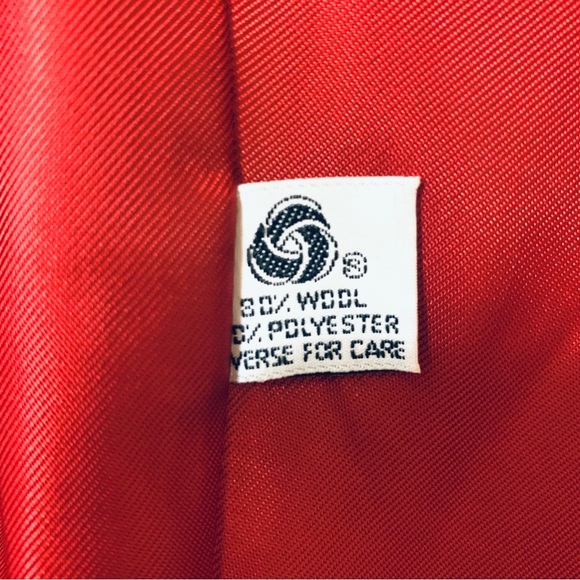 Ⓢ
80% WOOL
0% POLYESTER
VERSE FOR CARE